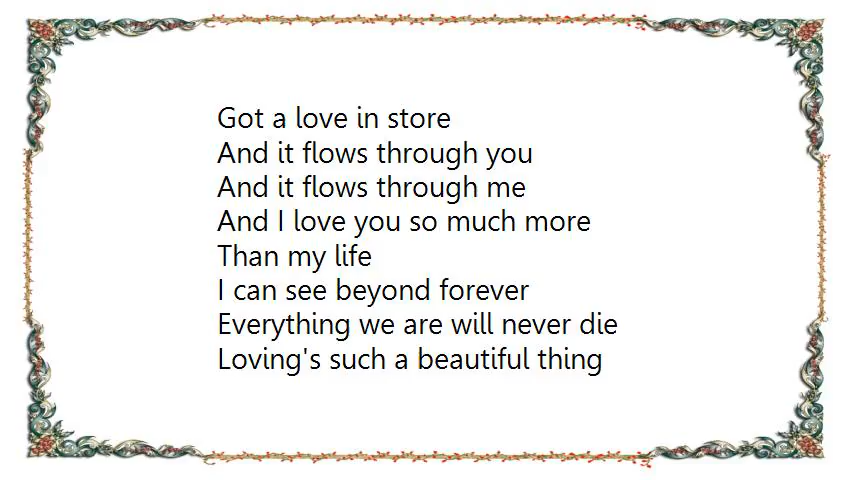 Got a love in store
And it flows through you
And it flows through me
And I love you so much more
Than my life
I can see beyond forever
Everything we are will never die
Loving's such a beautiful thing